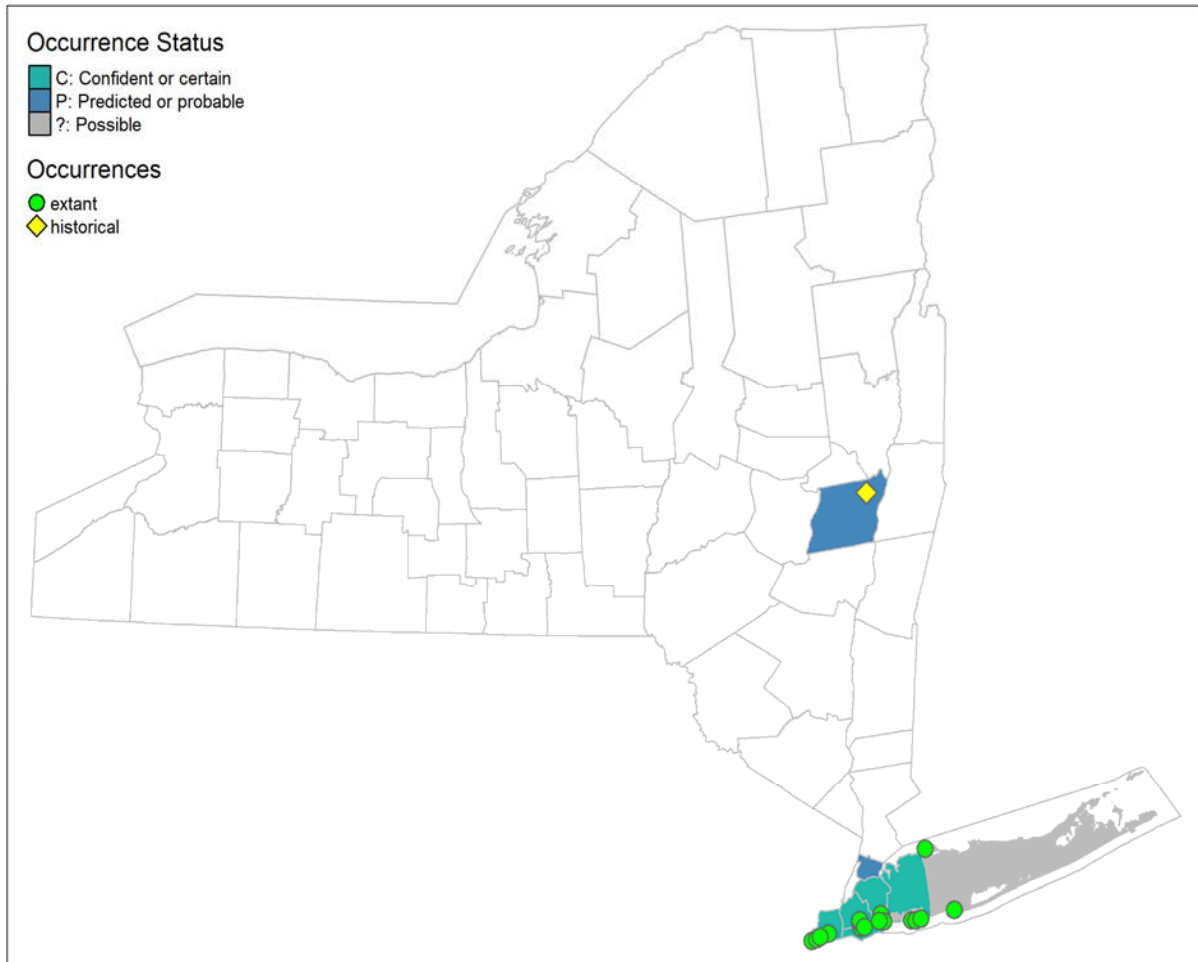 Occurrence Status
C: Confident or certain
P: Predicted or probable
?: Possible
Occurrences
extant
historical